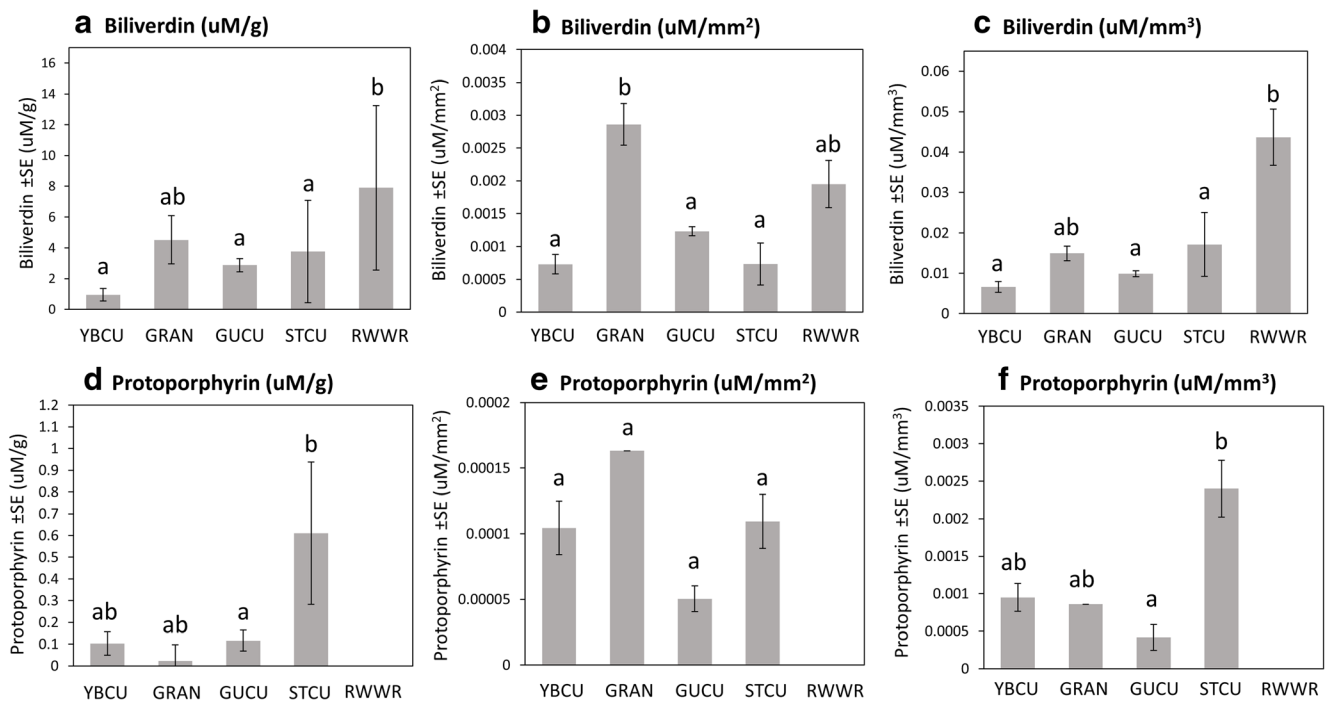 a Biliverdin (uM/g)
Biliverdin ±SE (uM/g)
16
14
12
10
8
6
4
2
0
a
ab
a
a
b
YBCU GRAN GUCU STCU RWWR
b Biliverdin (uM/mm²)
Biliverdin ±SE (uM/mm²)
0.004
0.0035
0.003
0.0025
0.002
0.0015
0.001
0.0005
0
a
b
a
a
ab
YBCU GRAN GUCU STCU RWWR
c Biliverdin (uM/mm³)
Biliverdin ±SE (uM/mm³)
0.06
0.05
0.04
0.03
0.02
0.01
0
a
ab
a
a
b
YBCU GRAN GUCU STCU RWWR
d Protoporphyrin (uM/g)
Protoporphyrin ±SE (uM/g)
1.2
1.1
1
0.9
0.8
0.7
0.6
0.5
0.4
0.3
0.2
0.1
0
ab
ab
a
b
YBCU GRAN GUCU STCU RWWR
e Protoporphyrin (uM/mm²)
Protoporphyrin ±SE (uM/mm²)
0.0002
0.00015
0.0001
0.00005
0
a
a
a
a
YBCU GRAN GUCU STCU RWWR
f Protoporphyrin (uM/mm³)
Protoporphyrin ±SE (uM/mm³)
0.0035
0.003
0.0025
0.002
0.0015
0.001
0.0005
0
ab
ab
a
b
YBCU GRAN GUCU STCU RWWR